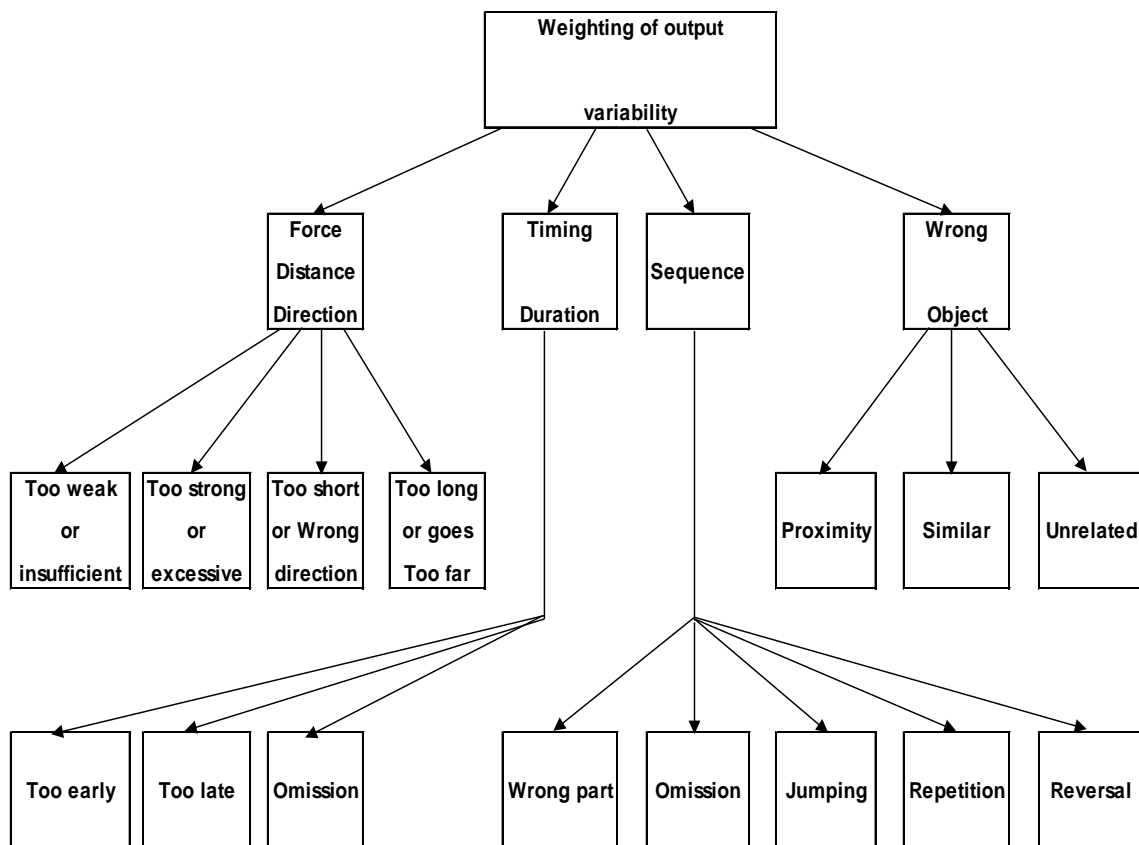 Weighting of output
variability
Force
Distance
Direction
Timing
Duration
Sequence
Wrong
Object
Too weak
or
insufficient
Too strong
or
excessive
Too short
or Wrong
direction
Too long
or goes
Too far
Proximity
Similar
Unrelated
Too early
Too late
Omission
Wrong part
Omission
Jumping
Repetition
Reversal